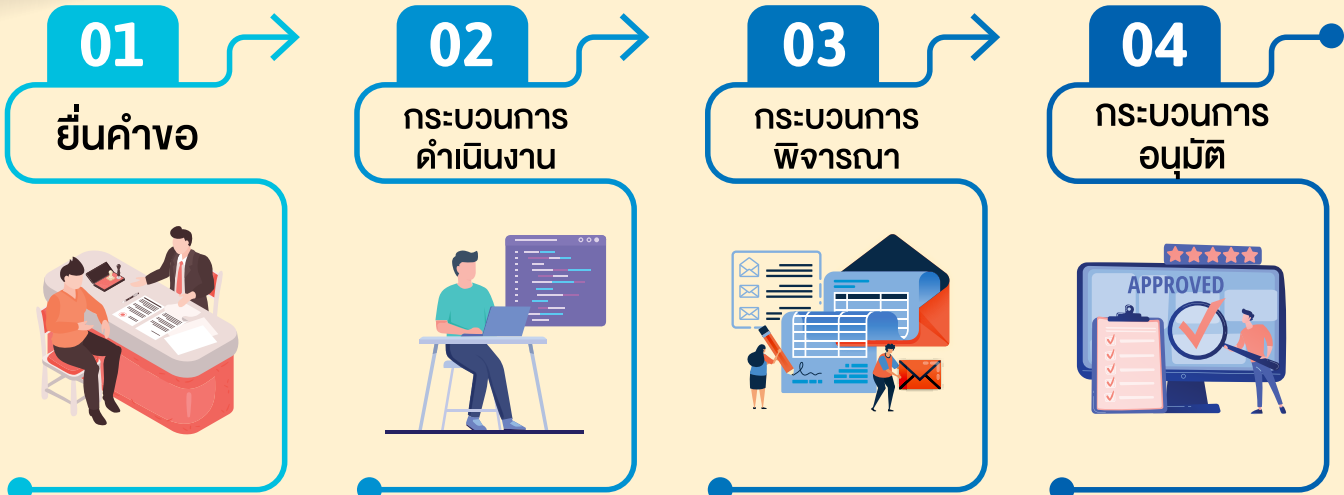 01
ยื่นคำขอ
02
กระบวนการ
ดำเนินงาน
03
กระบวนการ
พิจารณา
04
กระบวนการ
อนุมัติ
APPROVED